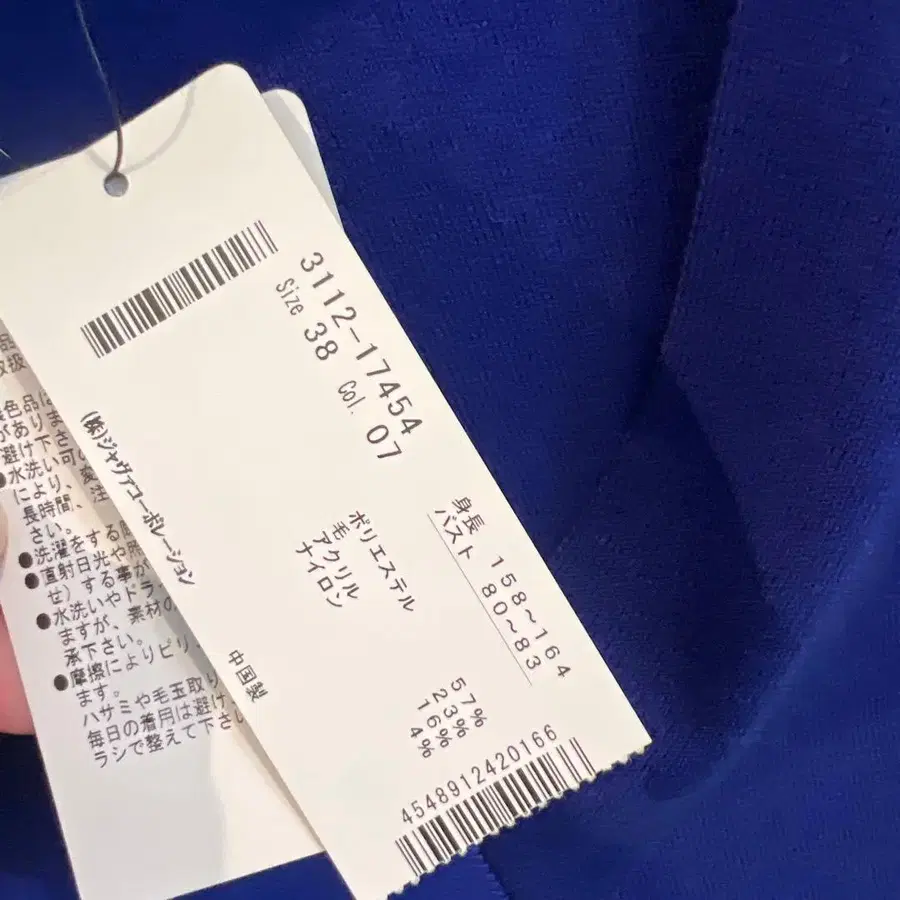 3112-17454
Size 38 Col. 07
身長 158~164
バスト 80~83
ポリエステル 57%
毛 23%
アクリル 16%
ナイロン 4%
(株)ジャヴァコーポレーション
中国製
4548912420166
色品は
があります
避け下さ
●水洗い可
により、
長時間、
さい。
●洗濯をする
●直射日光や
せ)する事が
●水洗いやドラ
ますが、素材の
承下さい。
●摩擦によりピリ
ます。
ハサミや毛玉取り
毎日の着用は避け、
ラシで整えて下さい